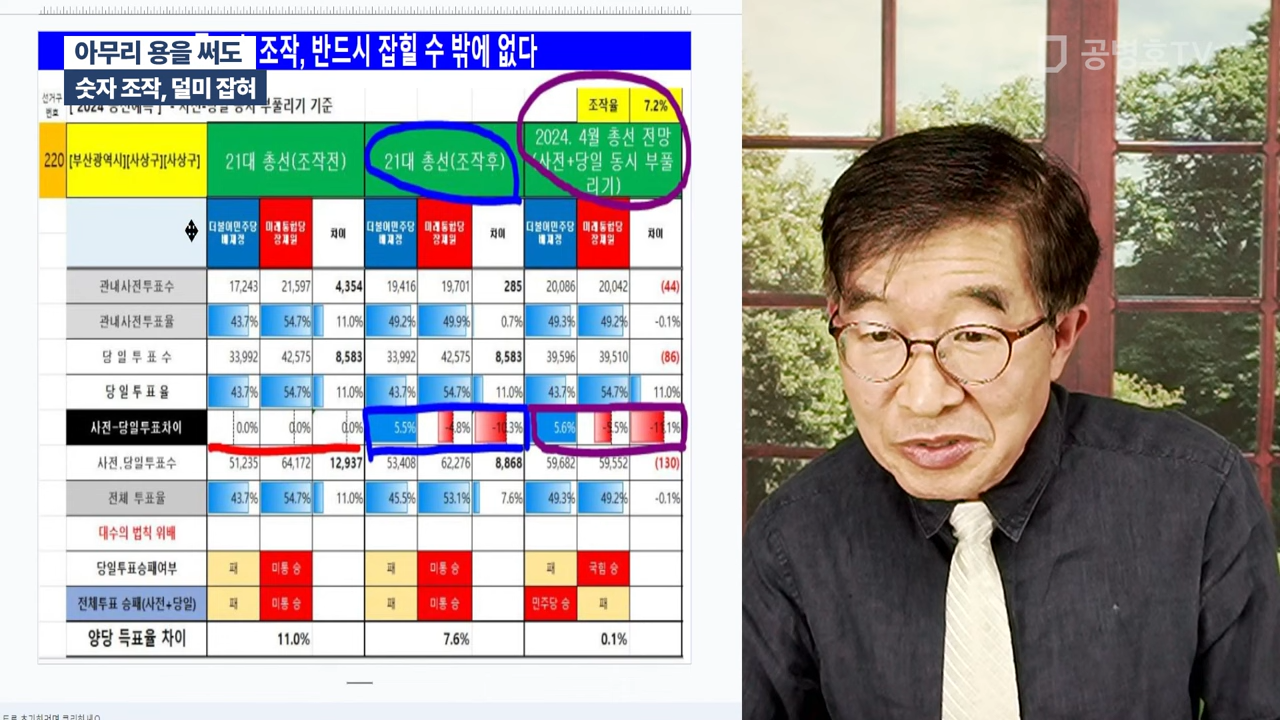 아무리 용을 써도
조작, 반드시 잡힐 수 밖에 없다
숫자 조작, 덜미 잡혀
공병호TV
선거구 번호
부풀리기 기준
조작율 7.2%
220 [부산광역시][사상구][사상구] 21대 총선(조작전) 21대 총선(조작후) 2024. 4월 총선 전망
(사전+당일 동시 부풀
리기)
더불어민주당 배재정 미래통합당 장제원 차이 더불어민주당 배재정 미래통합당 장제원 차이 더불어민주당 배재정 미래통합당 장제원 차이
관내사전투표수 17,243 21,597 4,354 19,416 19,701 285 20,086 20,042 (44)
관내사전투표율 43.7% 54.7% 11.0% 49.2% 49.9% 0.7% 49.3% 49.2% -0.1%
당 일 투 표 수 33,992 42,575 8,583 33,992 42,575 8,583 39,596 39,510 (86)
당 일 투 표 율 43.7% 54.7% 11.0% 43.7% 54.7% 11.0% 43.7% 54.7% 11.0%
사전-당일투표차이 0.0% 0.0% 0.0% 5.5% -4.8% -10.3% 5.6% -5.5% -11.1%
사전.당일투표수 51,235 64,172 12,937 53,408 62,276 8,868 59,682 59,552 (130)
전체 투표율 43.7% 54.7% 11.0% 45.5% 53.1% 7.6% 49.3% 49.2% -0.1%
대수의 법칙 위배
당일투표승패여부 패 미통 승 패 미통 승 패 국힘 승
전체투표 승패(사전+당일) 패 미통 승 패 미통 승 민주당 승 패
양당 득표율 차이 11.0% 7.6% 0.1%